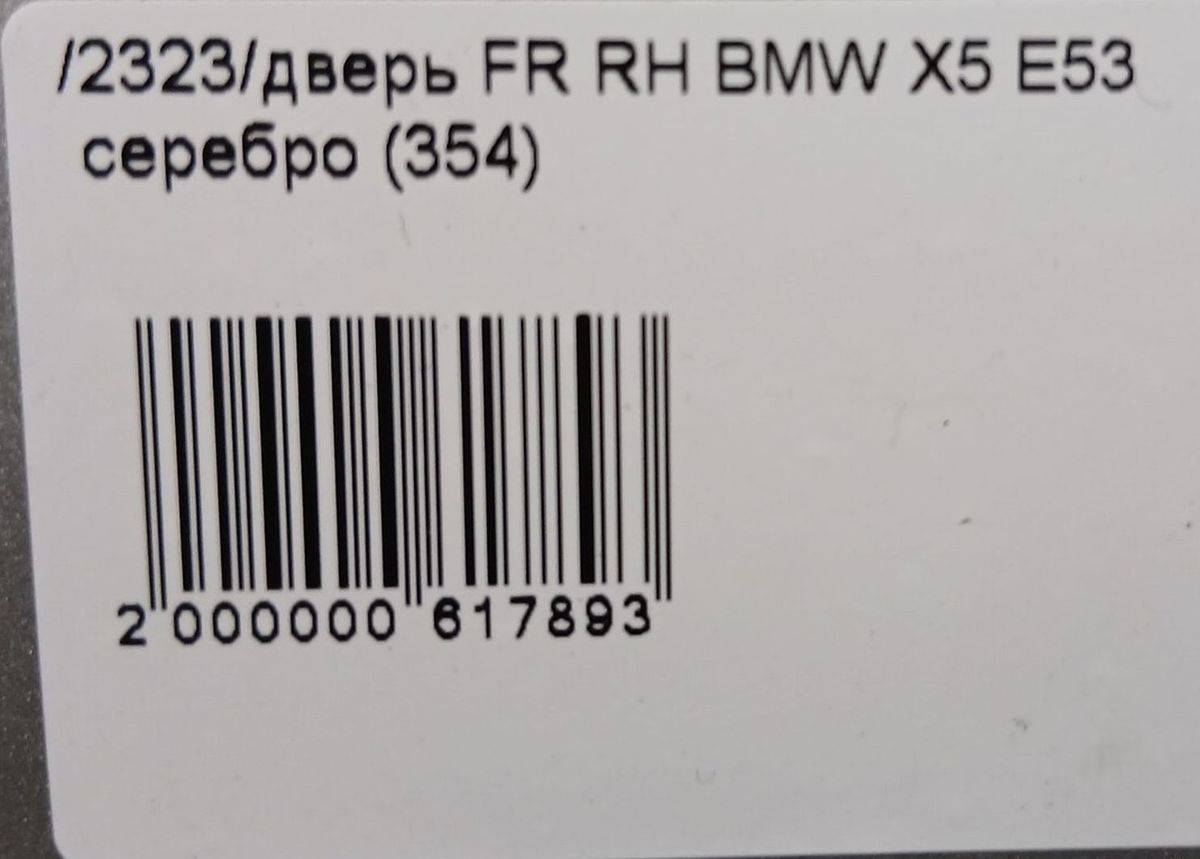 /2323/дверь FR RH BMW X5 E53
серебро (354)
2 000000 617893